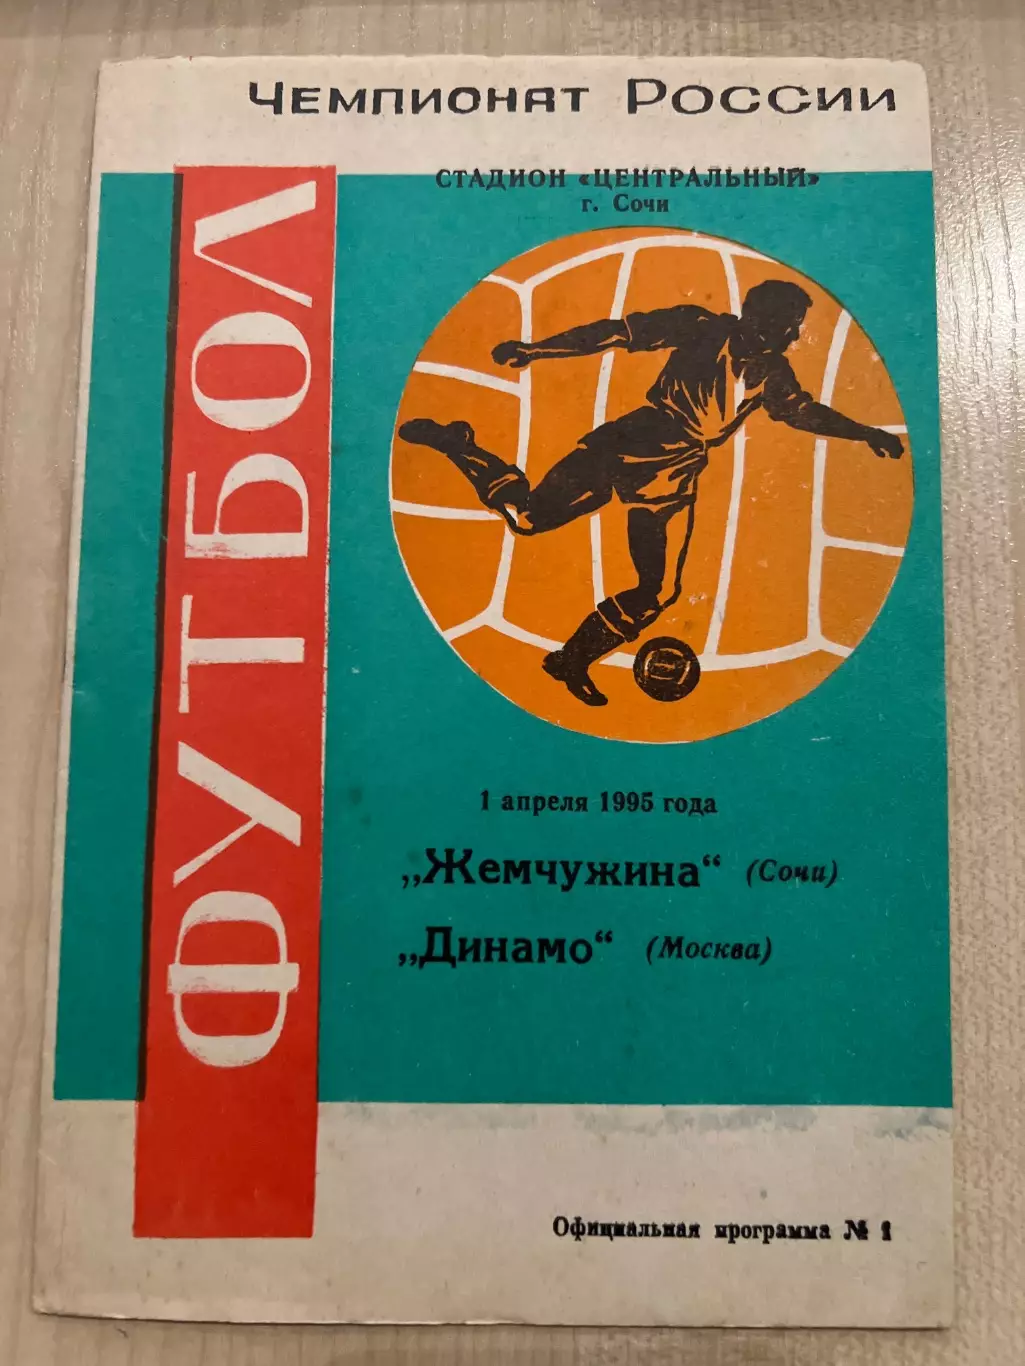 Чемпионат России
ФУТБОЛ
СТАДИОН «ЦЕНТРАЛЬНЫЙ»
г. Сочи
1 апреля 1995 года
„Жемчужина“ (Сочи)
„Динамо“ (Москва)
Официальная программа № 1